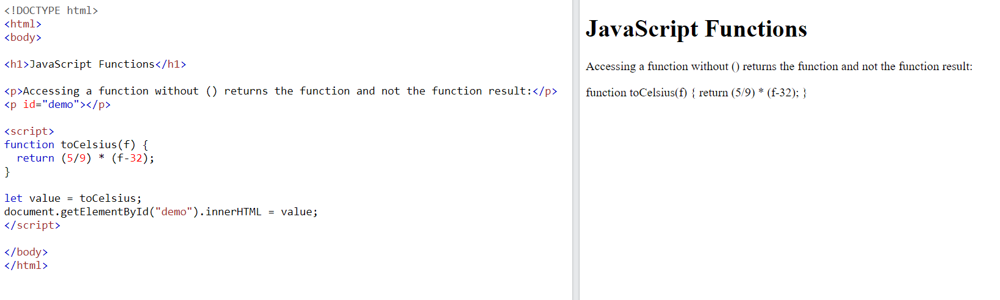 <!DOCTYPE html>
<html>
<body>
<h1>JavaScript Functions</h1>
<p>Accessing a function without () returns the function and not the function result:</p>
<p id="demo"></p>
<script>
function toCelsius(f) {
  return (5/9) * (f-32);
}
let value = toCelsius;
document.getElementById("demo").innerHTML = value;
</script>
</body>
</html>
JavaScript Functions
Accessing a function without () returns the function and not the function result:
function toCelsius(f) { return (5/9) * (f-32); }